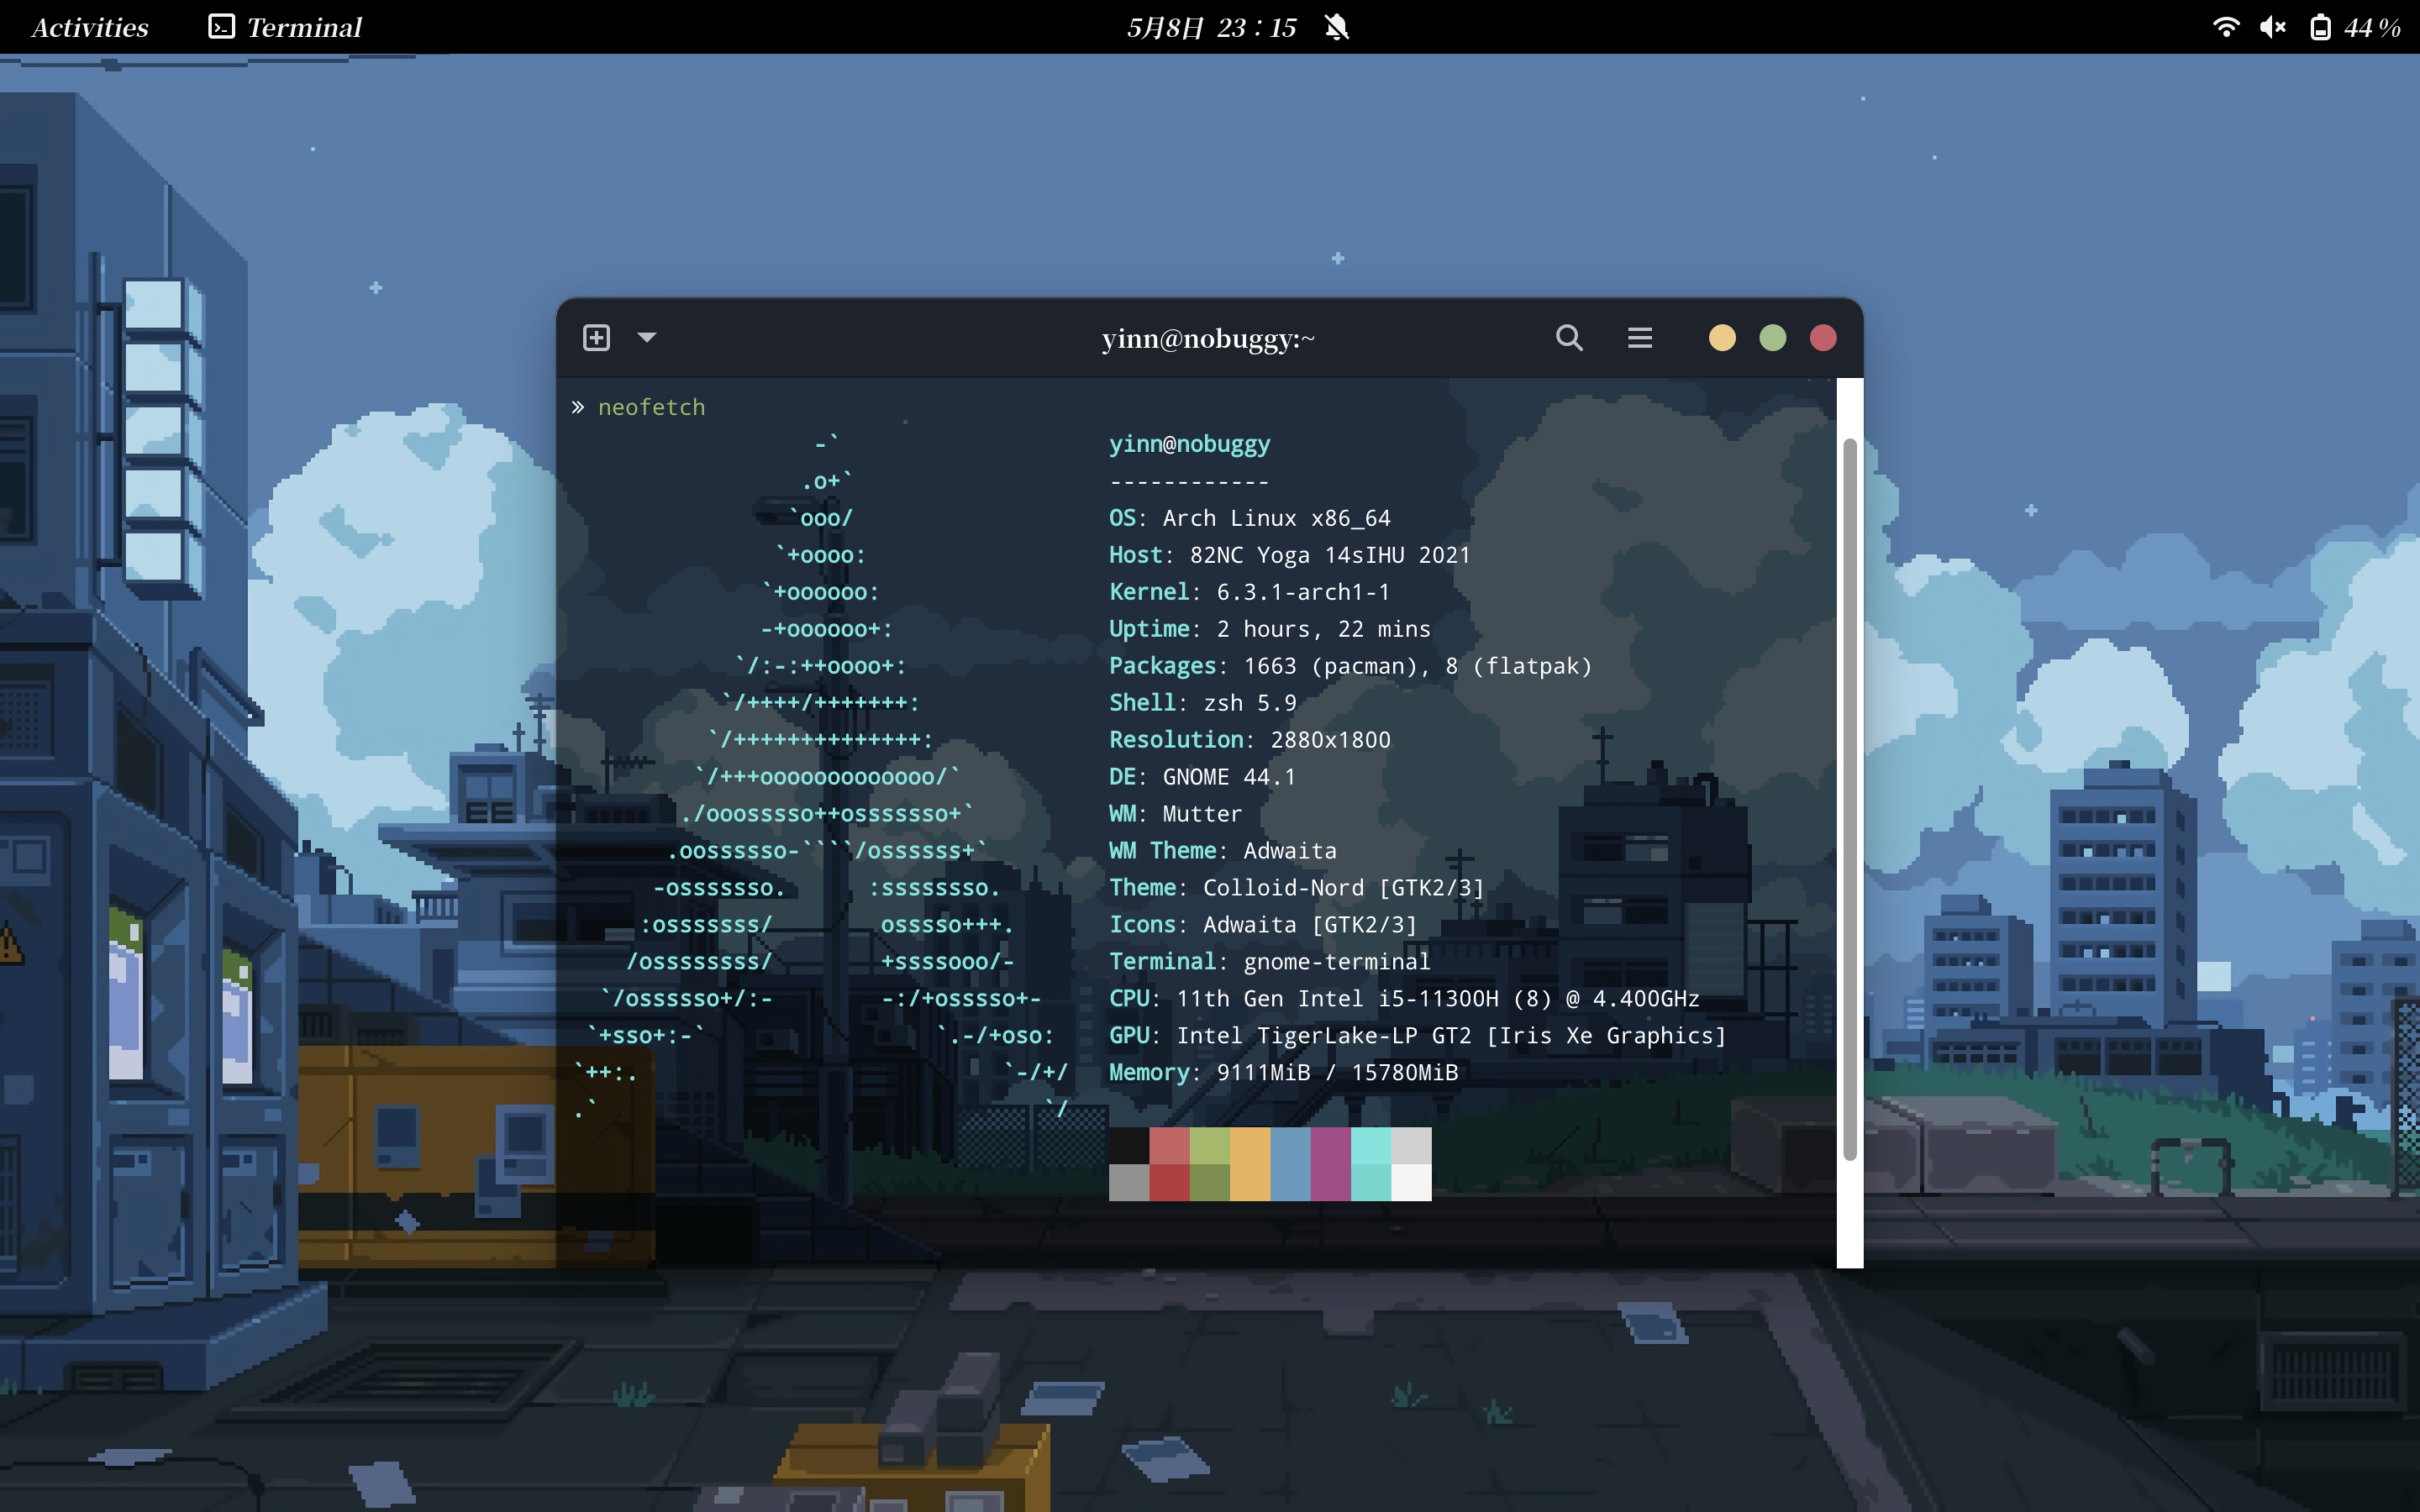 Activities Terminal 5月8日 23：15 44 %
yinn@nobuggy:~
» neofetch
-` yinn@nobuggy
.o+` ------------
`ooo/ OS: Arch Linux x86_64
`+oooo: Host: 82NC Yoga 14sIHU 2021
`+oooooo: Kernel: 6.3.1-arch1-1
-+oooooo+: Uptime: 2 hours, 22 mins
`/:-:++oooo+: Packages: 1663 (pacman), 8 (flatpak)
`/++++/+++++++: Shell: zsh 5.9
`/++++++++++++++: Resolution: 2880x1800
`/+++ooooooooooooo/` DE: GNOME 44.1
./ooosssso++osssssso+` WM: Mutter
.oossssso-````/ossssss+` WM Theme: Adwaita
-osssssso. :ssssssso. Theme: Colloid-Nord [GTK2/3]
:osssssss/ osssso+++. Icons: Adwaita [GTK2/3]
/ossssssss/ +ssssooo/- Terminal: gnome-terminal
`/ossssso+/:- -:/+osssso+- CPU: 11th Gen Intel i5-11300H (8) @ 4.400GHz
`+sso+:-` `.-/+oso: GPU: Intel TigerLake-LP GT2 [Iris Xe Graphics]
`++:. `-/+/ Memory: 9111MiB / 15780MiB
.` `/